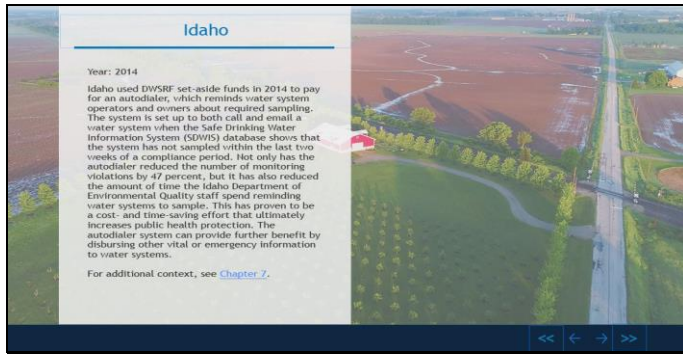 Idaho
Year: 2014
Idaho used DWSRF set-aside funds in 2014 to pay
for an autodialer, which reminds water system
operators and owners about required sampling.
The system is set up to both call and email a
water system when the Safe Drinking Water
Information System (SDWIS) database shows that
the system has not sampled within the last two
weeks of a compliance period. Not only has the
autodialer reduced the number of monitoring
violations by 47 percent, but it has also reduced
the amount of time the Idaho Department of
Environmental Quality staff spend reminding
water systems to sample. This has proven to be
a cost- and time-saving effort that ultimately
increases public health protection. The
autodialer system can provide further benefit by
disbursing other vital or emergency information
to water systems.
For additional context, see Chapter 7.
<< ← → >>